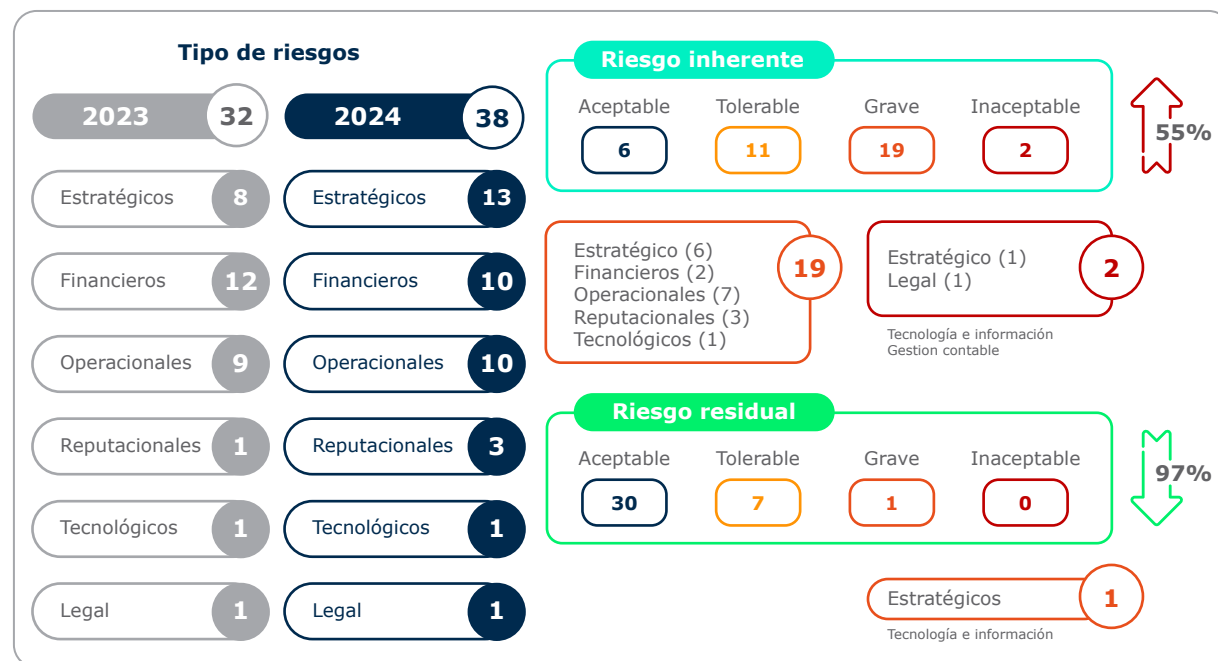 Tipo de riesgos
2023 32
2024 38
Estratégicos 8
Estratégicos 13
Financieros 12
Financieros 10
Operacionales 9
Operacionales 10
Reputacionales 1
Reputacionales 3
Tecnológicos 1
Tecnológicos 1
Legal 1
Legal 1
Riesgo inherente
Aceptable Tolerable Grave Inaceptable
6 11 19 2
55%
Estratégico (6)
Financieros (2)
Operacionales (7)
Reputacionales (3)
Tecnológicos (1)
19
Estratégico (1)
Legal (1)
2
Tecnología e información
Gestion contable
Riesgo residual
Aceptable Tolerable Grave Inaceptable
30 7 1 0
97%
Estratégicos 1
Tecnología e información